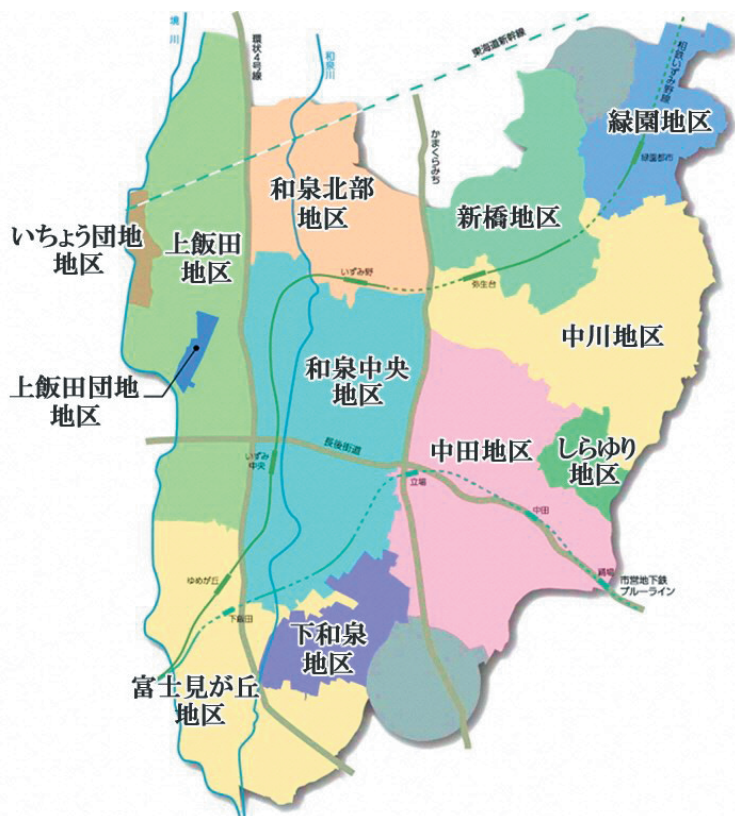 境川
環状4号線
和泉川
東海道新幹線
相鉄いずみ野線
かまくらみち
緑園地区
緑園都市
和泉北部
地区
新橋地区
いちょう団地
地区
上飯田
地区
いずみ野
弥生台
中川地区
和泉中央
地区
上飯田団地
地区
長後街道
中田地区
しらゆり
地区
いずみ
中央
立場
中田
踊場
市営地下鉄
ブルーライン
ゆめが丘
下飯田
下和泉
地区
富士見が丘
地区